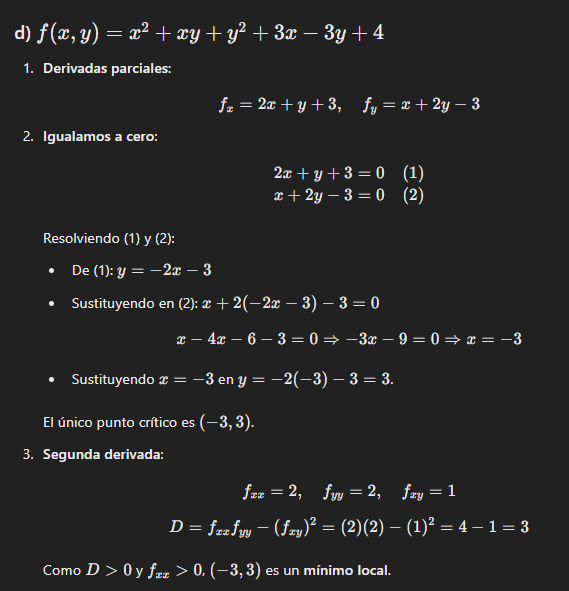 d) f(x, y) = x² + xy + y² + 3x − 3y + 4
1. Derivadas parciales:
fₓ = 2x + y + 3, f_y = x + 2y − 3
2. Igualamos a cero:
2x + y + 3 = 0 (1)
x + 2y − 3 = 0 (2)
Resolviendo (1) y (2):
• De (1): y = −2x − 3
• Sustituyendo en (2): x + 2(−2x − 3) − 3 = 0
x − 4x − 6 − 3 = 0 ⇒ −3x − 9 = 0 ⇒ x = −3
• Sustituyendo x = −3 en y = −2(−3) − 3 = 3.
El único punto crítico es (−3, 3).
3. Segunda derivada:
fₓₓ = 2, f_yy = 2, f_xy = 1
D = fₓₓf_yy − (f_xy)² = (2)(2) − (1)² = 4 − 1 = 3
Como D > 0 y fₓₓ > 0, (−3, 3) es un mínimo local.